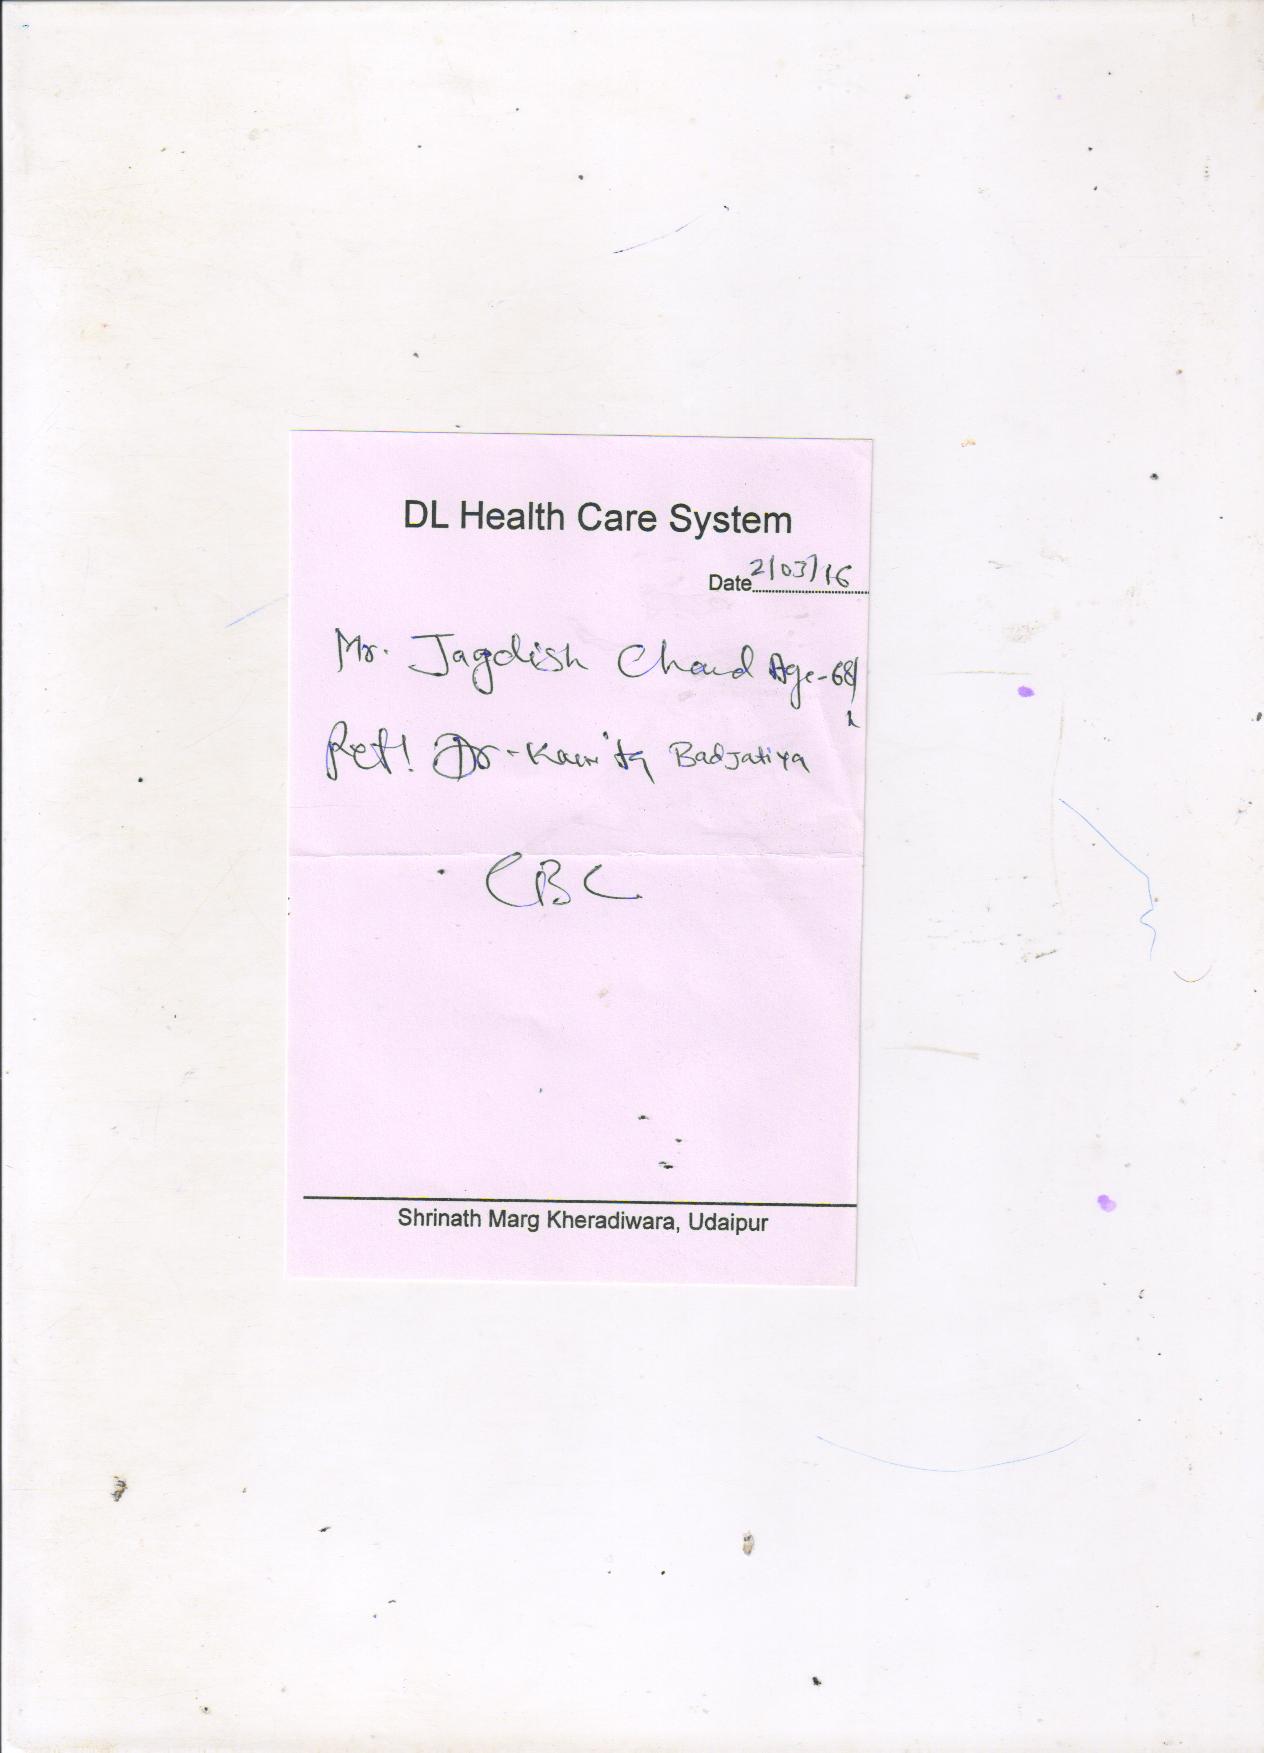 DL Health Care System
Date 2/03/16
Mr. Jagdish Chand Age-68/
Ref! Dr-Kavita Badjatiya
CBC
Shrinath Marg Kheradiwara, Udaipur